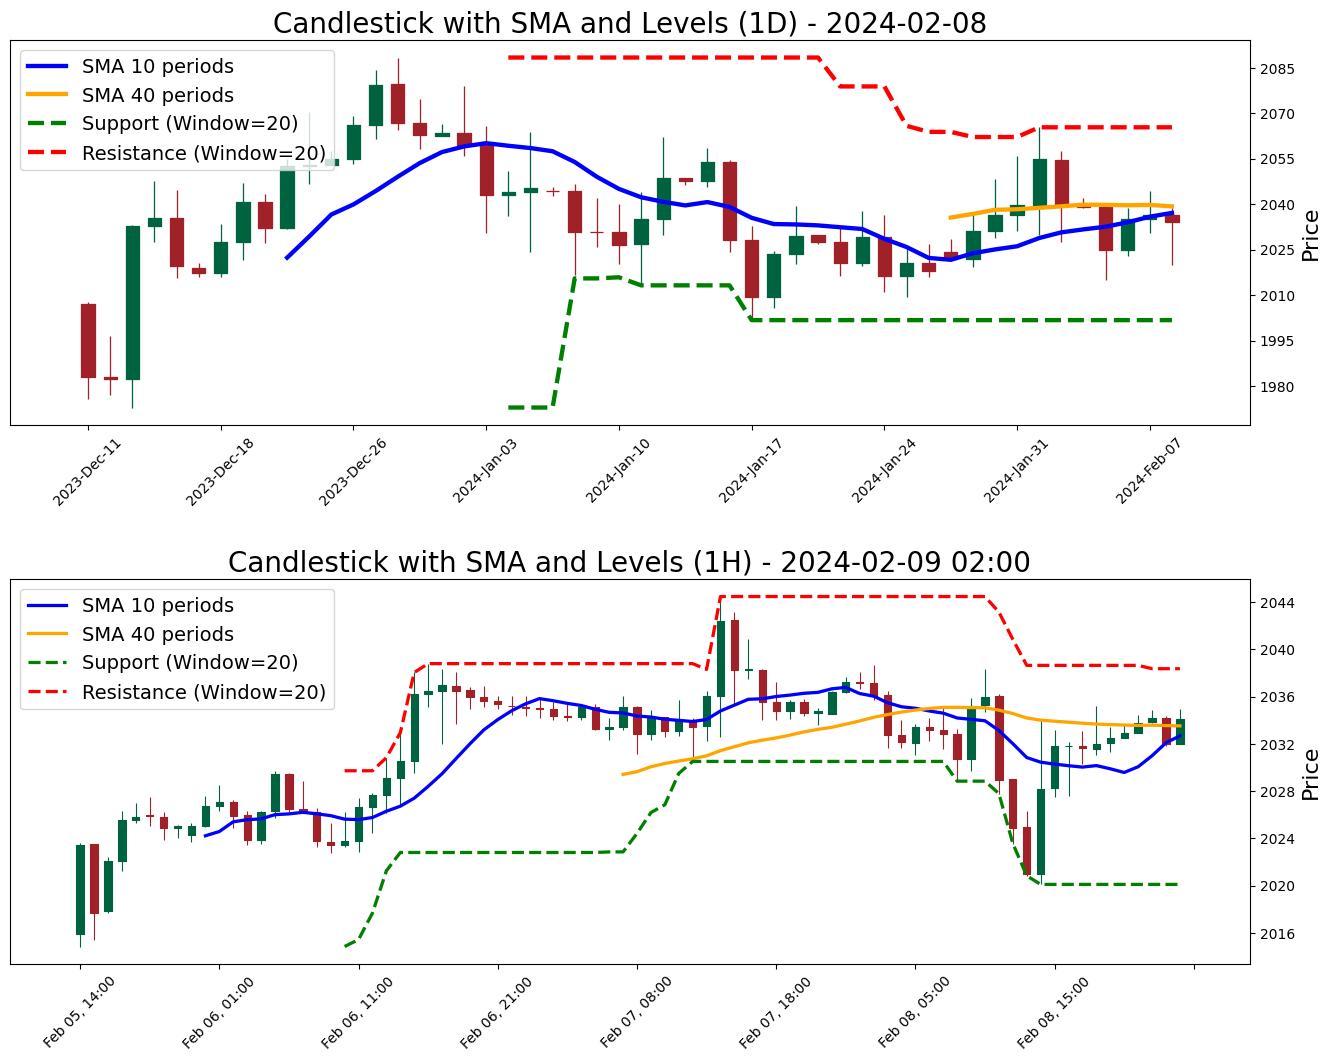 Candlestick with SMA and Levels (1D) - 2024-02-08
SMA 10 periods
SMA 40 periods
Support (Window=20)
Resistance (Window=20)
2085
2070
2055
2040
2025
2010
1995
1980
Price
2023-Dec-11
2023-Dec-18
2023-Dec-26
2024-Jan-03
2024-Jan-10
2024-Jan-17
2024-Jan-24
2024-Jan-31
2024-Feb-07
Candlestick with SMA and Levels (1H) - 2024-02-09 02:00
SMA 10 periods
SMA 40 periods
Support (Window=20)
Resistance (Window=20)
2044
2040
2036
2032
2028
2024
2020
2016
Price
Feb 05, 14:00
Feb 06, 01:00
Feb 06, 11:00
Feb 06, 21:00
Feb 07, 08:00
Feb 07, 18:00
Feb 08, 05:00
Feb 08, 15:00